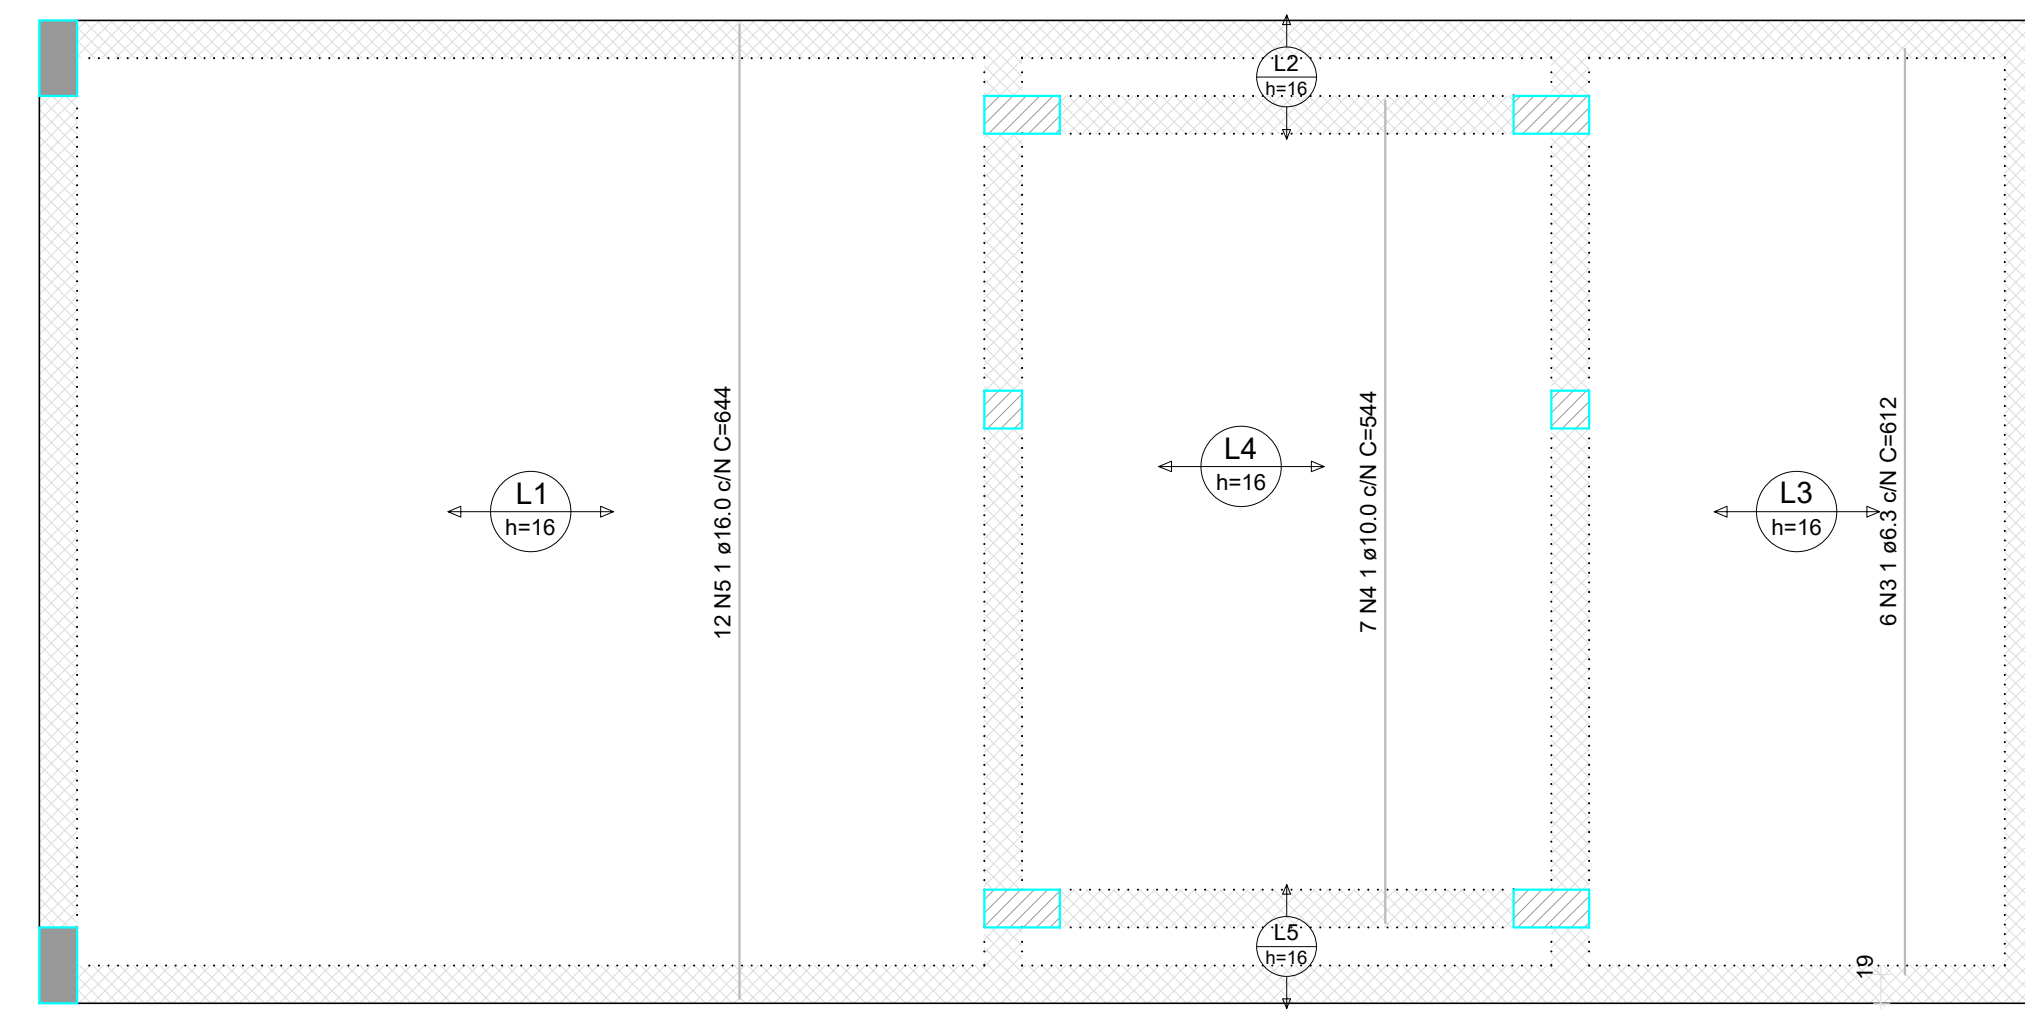 L2
h=16
12 N5 1 ø16.0 c/N C=644
7 N4 1 ø10.0 c/N C=544
6 N3 1 ø6.3 c/N C=612
L4
h=16
L1
h=16
L3
h=16
L5
h=16
19